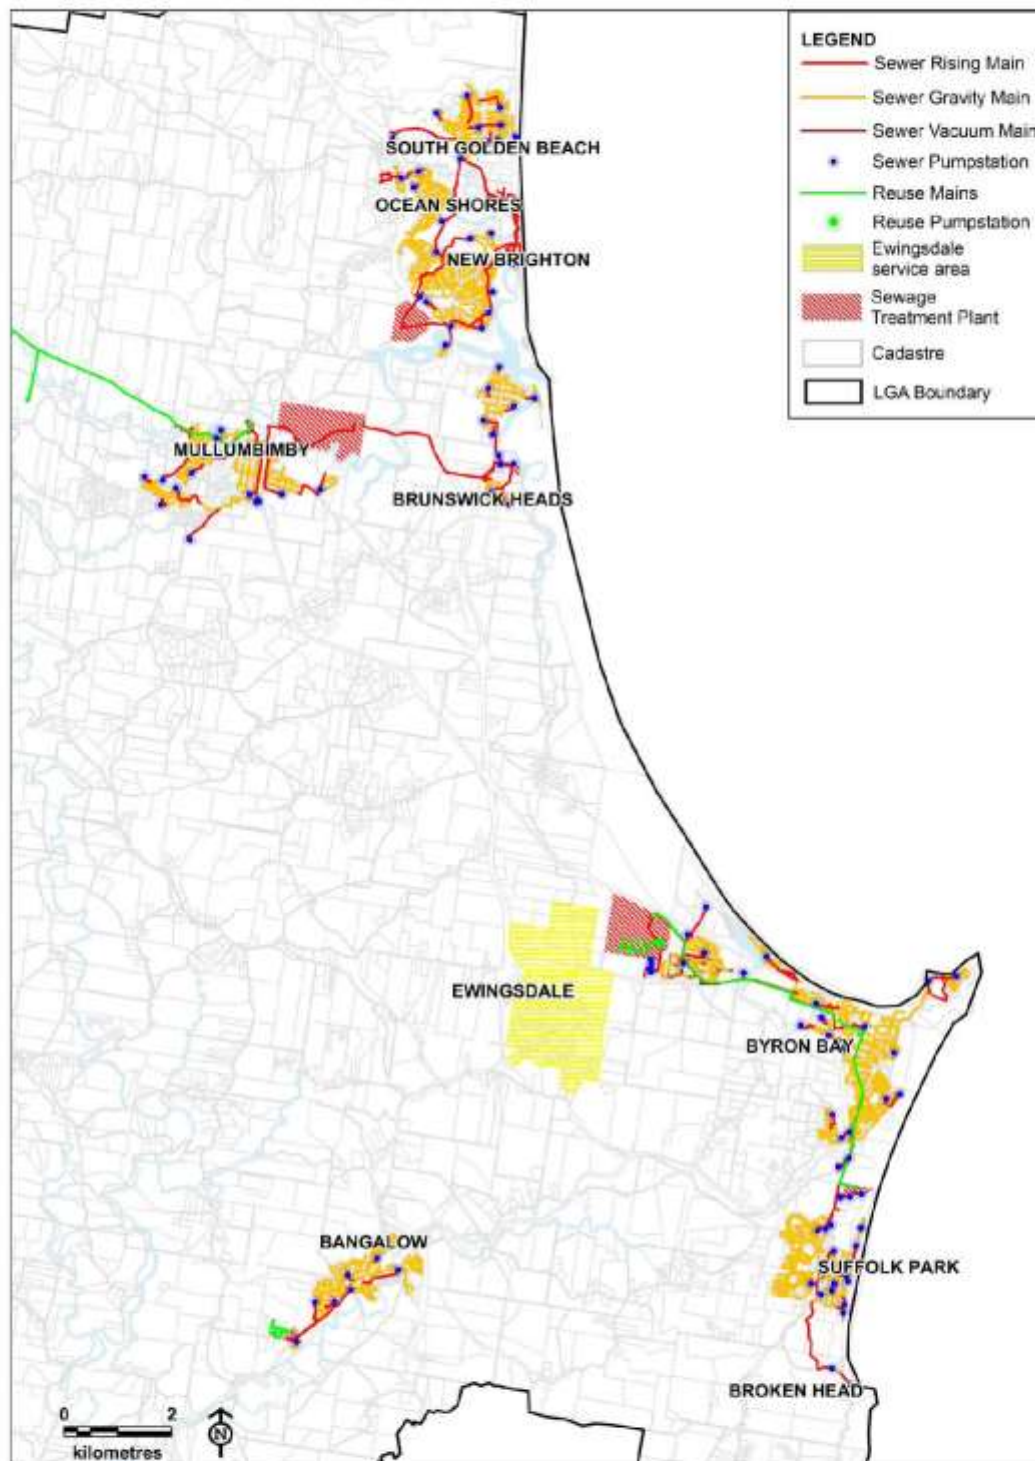 LEGEND
Sewer Rising Main
Sewer Gravity Main
Sewer Vacuum Main
Sewer Pumpstation
Reuse Mains
Reuse Pumpstation
Ewingsdale
service area
Sewage
Treatment Plant
Cadastre
LGA Boundary
SOUTH GOLDEN BEACH
OCEAN SHORES
NEW BRIGHTON
MULLUMBIMBY
BRUNSWICK HEADS
EWINGSDALE
BYRON BAY
BANGALOW
SUFFOLK PARK
BROKEN HEAD
0 2
kilometres
N